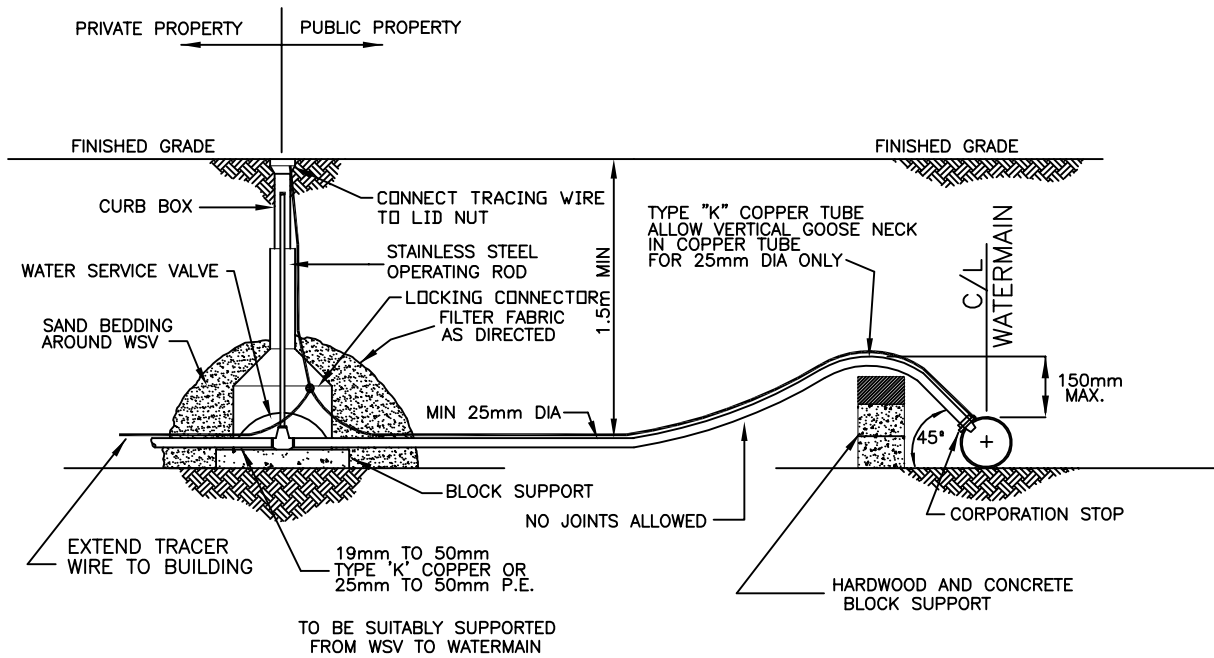 PRIVATE PROPERTY
PUBLIC PROPERTY
FINISHED GRADE
FINISHED GRADE
CURB BOX
CONNECT TRACING WIRE
TO LID NUT
STAINLESS STEEL
OPERATING ROD
WATER SERVICE VALVE
LOCKING CONNECTOR
FILTER FABRIC
AS DIRECTED
SAND BEDDING
AROUND WSV
1.5m MIN
TYPE "K" COPPER TUBE
ALLOW VERTICAL GOOSE NECK
IN COPPER TUBE
FOR 25mm DIA ONLY
C/L
WATERMAIN
150mm
MAX.
MIN 25mm DIA
45°
BLOCK SUPPORT
NO JOINTS ALLOWED
CORPORATION STOP
EXTEND TRACER
WIRE TO BUILDING
19mm TO 50mm
TYPE 'K' COPPER OR
25mm TO 50mm P.E.
HARDWOOD AND CONCRETE
BLOCK SUPPORT
TO BE SUITABLY SUPPORTED
FROM WSV TO WATERMAIN